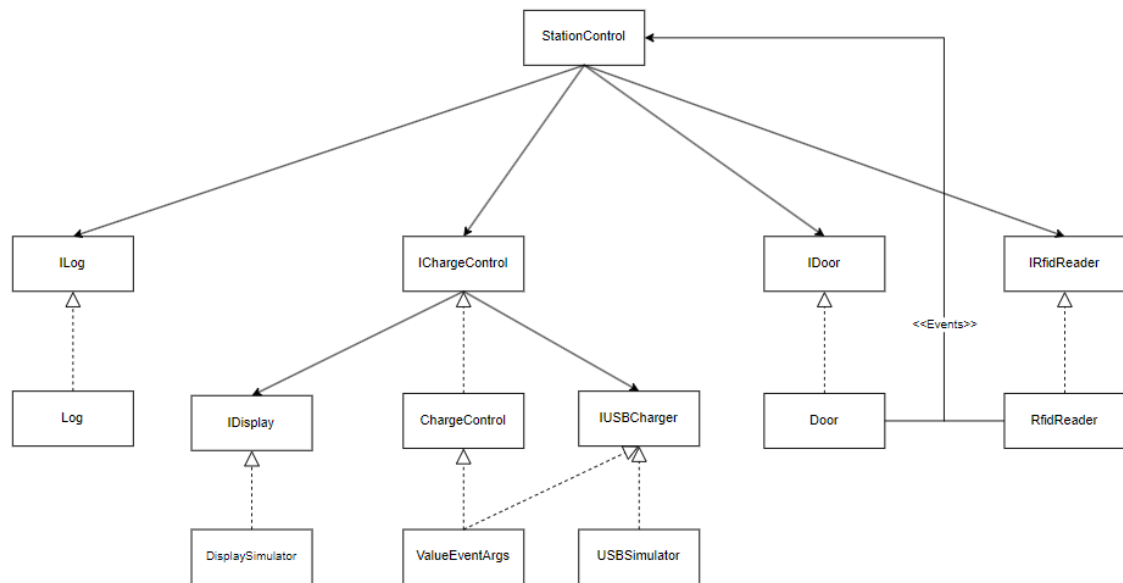 StationControl
ILog
IChargeControl
IDoor
IRfidReader
<<Events>>
Log
IDisplay
ChargeControl
IUSBCharger
Door
RfidReader
DisplaySimulator
ValueEventArgs
USBSimulator